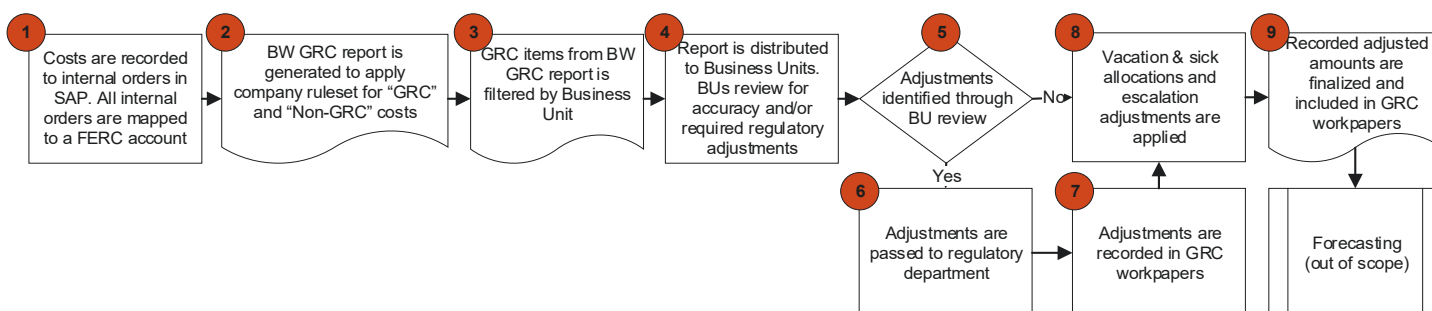 1
Costs are recorded
to internal orders in
SAP. All internal
orders are mapped
to a FERC account
2
BW GRC report is
generated to apply
company ruleset for “GRC”
and “Non-GRC” costs
3
GRC items from BW
GRC report is
filtered by Business
Unit
4
Report is distributed
to Business Units.
BUs review for
accuracy and/or
required regulatory
adjustments
5
Adjustments
identified through
BU review
No
Yes
6
Adjustments are
passed to regulatory
department
7
Adjustments are
recorded in GRC
workpapers
8
Vacation & sick
allocations and
escalation
adjustments are
applied
9
Recorded adjusted
amounts are
finalized and
included in GRC
workpapers
Forecasting
(out of scope)